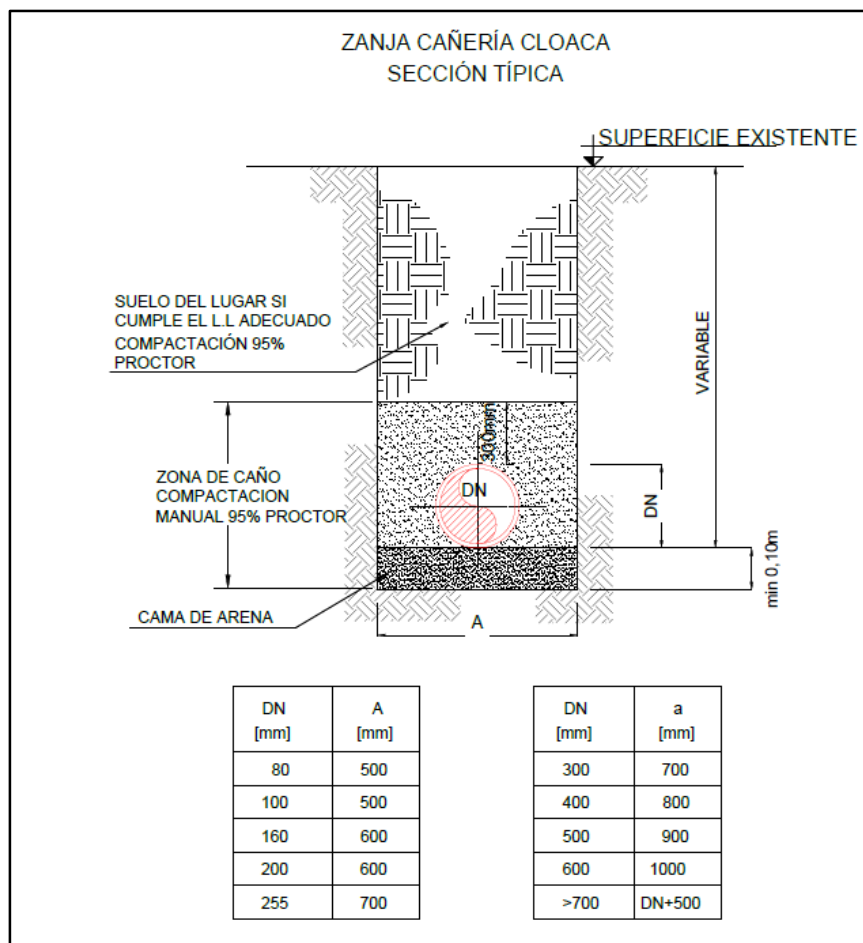 ZANJA CAÑERÍA CLOACA
SECCIÓN TÍPICA
SUPERFICIE EXISTENTE
SUELO DEL LUGAR SI
CUMPLE EL L.L ADECUADO
COMPACTACIÓN 95%
PROCTOR
VARIABLE
300mm
ZONA DE CAÑO
COMPACTACION
MANUAL 95% PROCTOR
DN
DN
min 0,10m
CAMA DE ARENA
A
DN A
[mm] [mm]
80 500
100 500
160 600
200 600
255 700
DN a
[mm] [mm]
300 700
400 800
500 900
600 1000
>700 DN+500